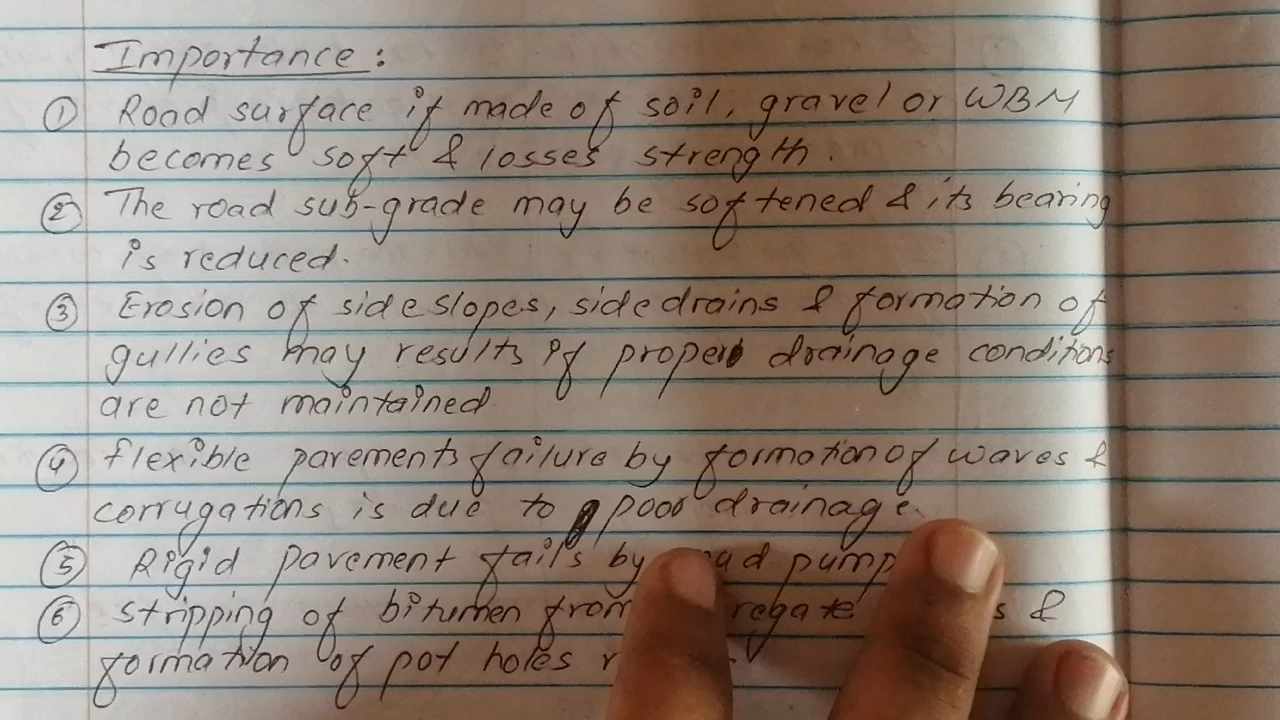 Importance :
① Road surface if made of soil, gravel or WBM
becomes soft & losses strength.
② The road sub-grade may be softened & its bearing
is reduced.
③ Erosion of side slopes, side drains & formation of
gullies may results if proper drainage conditions
are not maintained
④ flexible pavements failure by formation of waves &
corrugations is due to poor drainage.
⑤ Rigid pavement fails by
⑥ stripping of bitumen from &
formation of pot holes